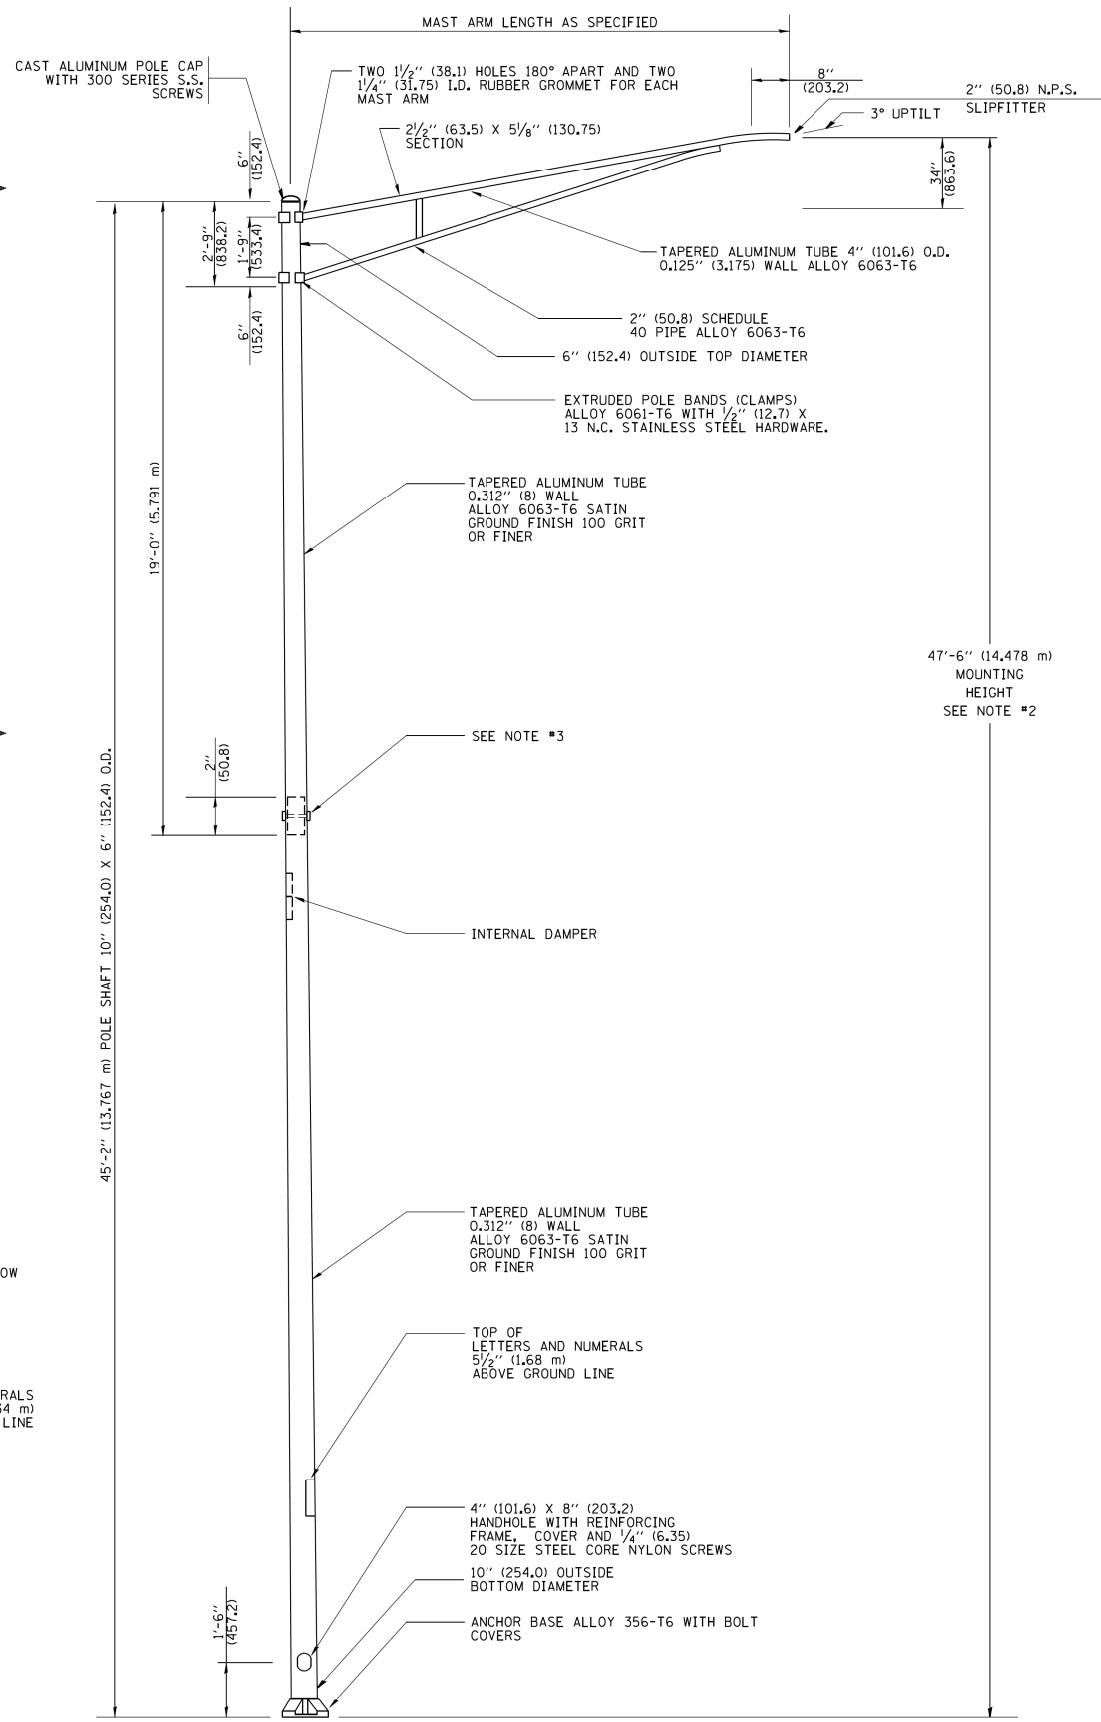 MAST ARM LENGTH AS SPECIFIED
CAST ALUMINUM POLE CAP
WITH 300 SERIES S.S.
SCREWS
TWO 1½'' (38.1) HOLES 180° APART AND TWO
1¼'' (31.75) I.D. RUBBER GROMMET FOR EACH
MAST ARM
8''
(203.2)
2'' (50.8) N.P.S.
SLIPFITTER
3° UPTILT
2½'' (63.5) X 5⅛'' (130.75)
SECTION
6''
(152.4)
34''
(863.6)
2'-9''
(838.2)
1'-9''
(533.4)
TAPERED ALUMINUM TUBE 4'' (101.6) O.D.
0.125'' (3.175) WALL ALLOY 6063-T6
6''
(152.4)
2'' (50.8) SCHEDULE
40 PIPE ALLOY 6063-T6
6'' (152.4) OUTSIDE TOP DIAMETER
EXTRUDED POLE BANDS (CLAMPS)
ALLOY 6061-T6 WITH ½'' (12.7) X
13 N.C. STAINLESS STEEL HARDWARE.
19'-0'' (5.791 m)
TAPERED ALUMINUM TUBE
0.312'' (8) WALL
ALLOY 6063-T6 SATIN
GROUND FINISH 100 GRIT
OR FINER
47'-6'' (14.478 m)
MOUNTING
HEIGHT
SEE NOTE #2
SEE NOTE #3
2''
(50.8)
45'-2'' (13.767 m) POLE SHAFT 10'' (254.0) X 6'' (152.4) O.D.
INTERNAL DAMPER
TAPERED ALUMINUM TUBE
0.312'' (8) WALL
ALLOY 6063-T6 SATIN
GROUND FINISH 100 GRIT
OR FINER
OW
TOP OF
LETTERS AND NUMERALS
5½'' (1.68 m)
ABOVE GROUND LINE
RALS
4 m)
LINE
4'' (101.6) X 8'' (203.2)
HANDHOLE WITH REINFORCING
FRAME, COVER AND ¼'' (6.35)
20 SIZE STEEL CORE NYLON SCREWS
10'' (254.0) OUTSIDE
BOTTOM DIAMETER
1'-6''
(457.2)
ANCHOR BASE ALLOY 356-T6 WITH BOLT
COVERS